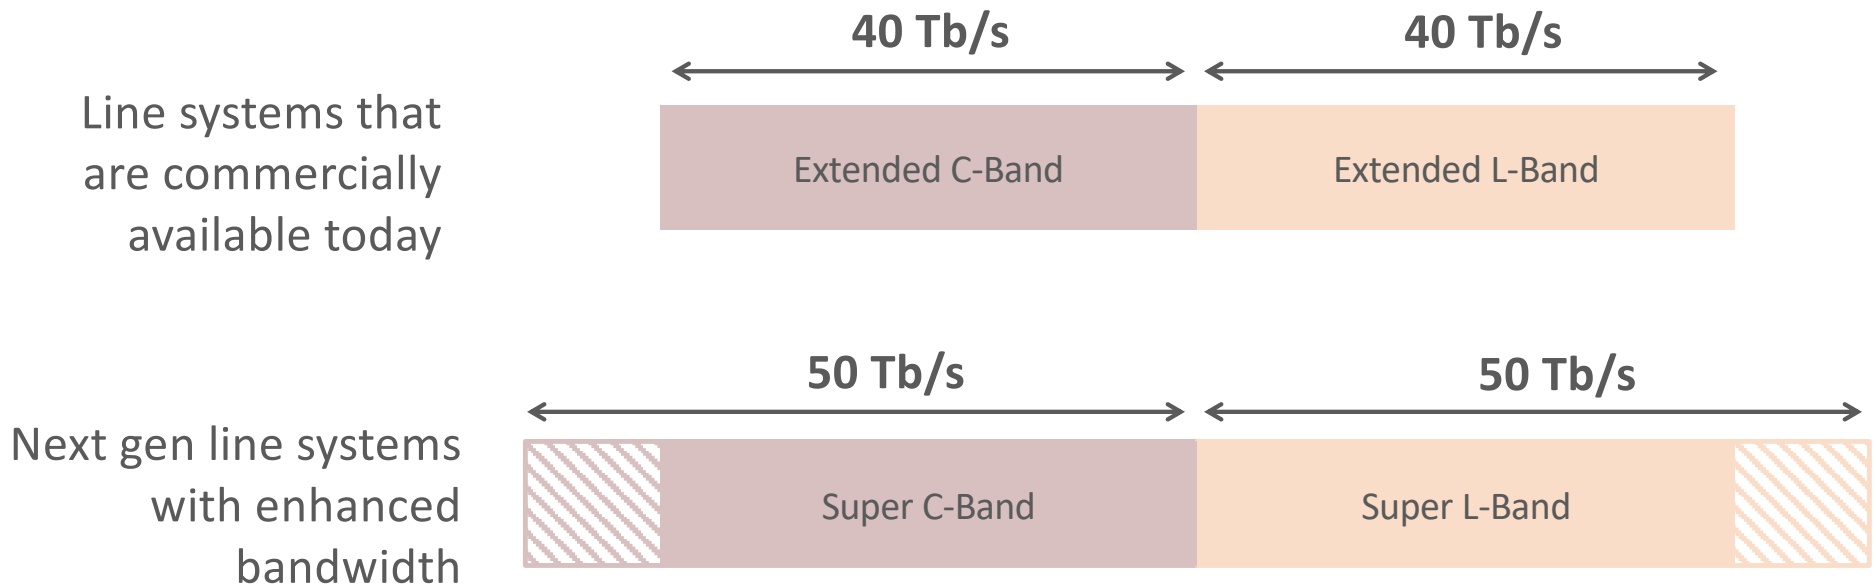 40 Tb/s
40 Tb/s
Line systems that
are commercially
available today
Extended C-Band
Extended L-Band
50 Tb/s
50 Tb/s
Next gen line systems
with enhanced
bandwidth
Super C-Band
Super L-Band